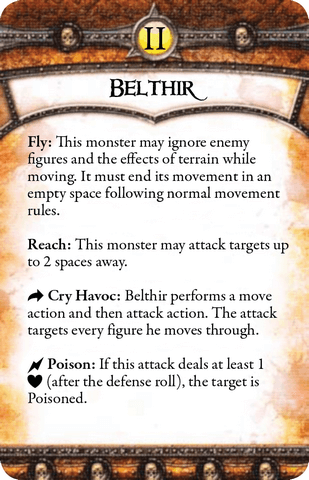 II
BELTHIR
Fly: This monster may ignore enemy
figures and the effects of terrain while
moving. It must end its movement in an
empty space following normal movement
rules.
Reach: This monster may attack targets up
to 2 spaces away.
Cry Havoc: Belthir performs a move
action and then attack action. The attack
targets every figure he moves through.
Poison: If this attack deals at least 1
(after the defense roll), the target is
Poisoned.